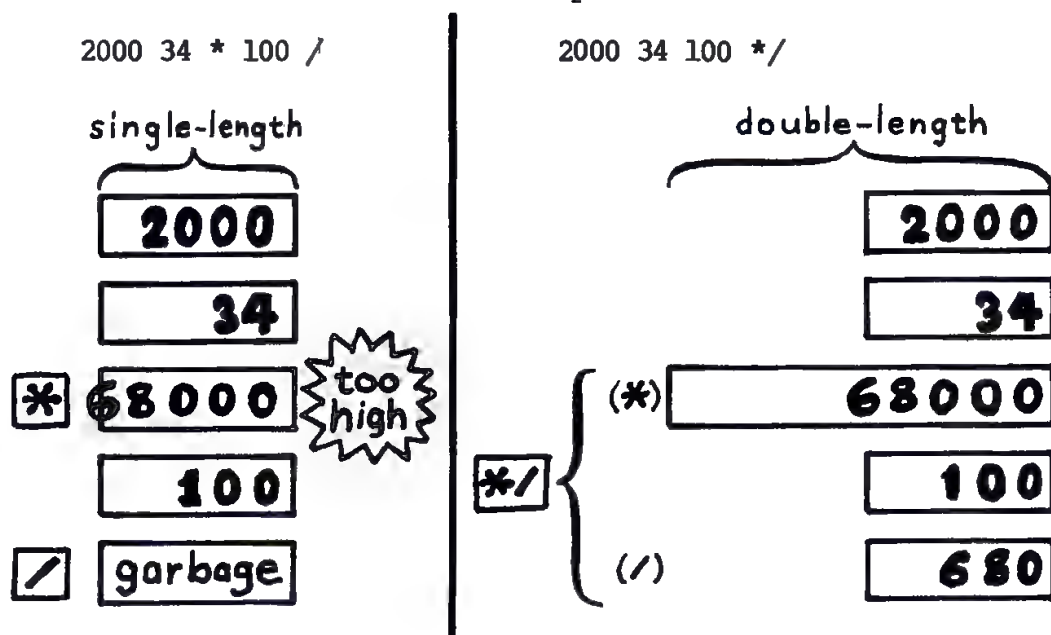 2000 34 * 100 /
single-length
2000
34
* 68000
too
high
100
/ garbage
2000 34 100 */
double-length
2000
34
(*) 68000
*/
100
(/) 680